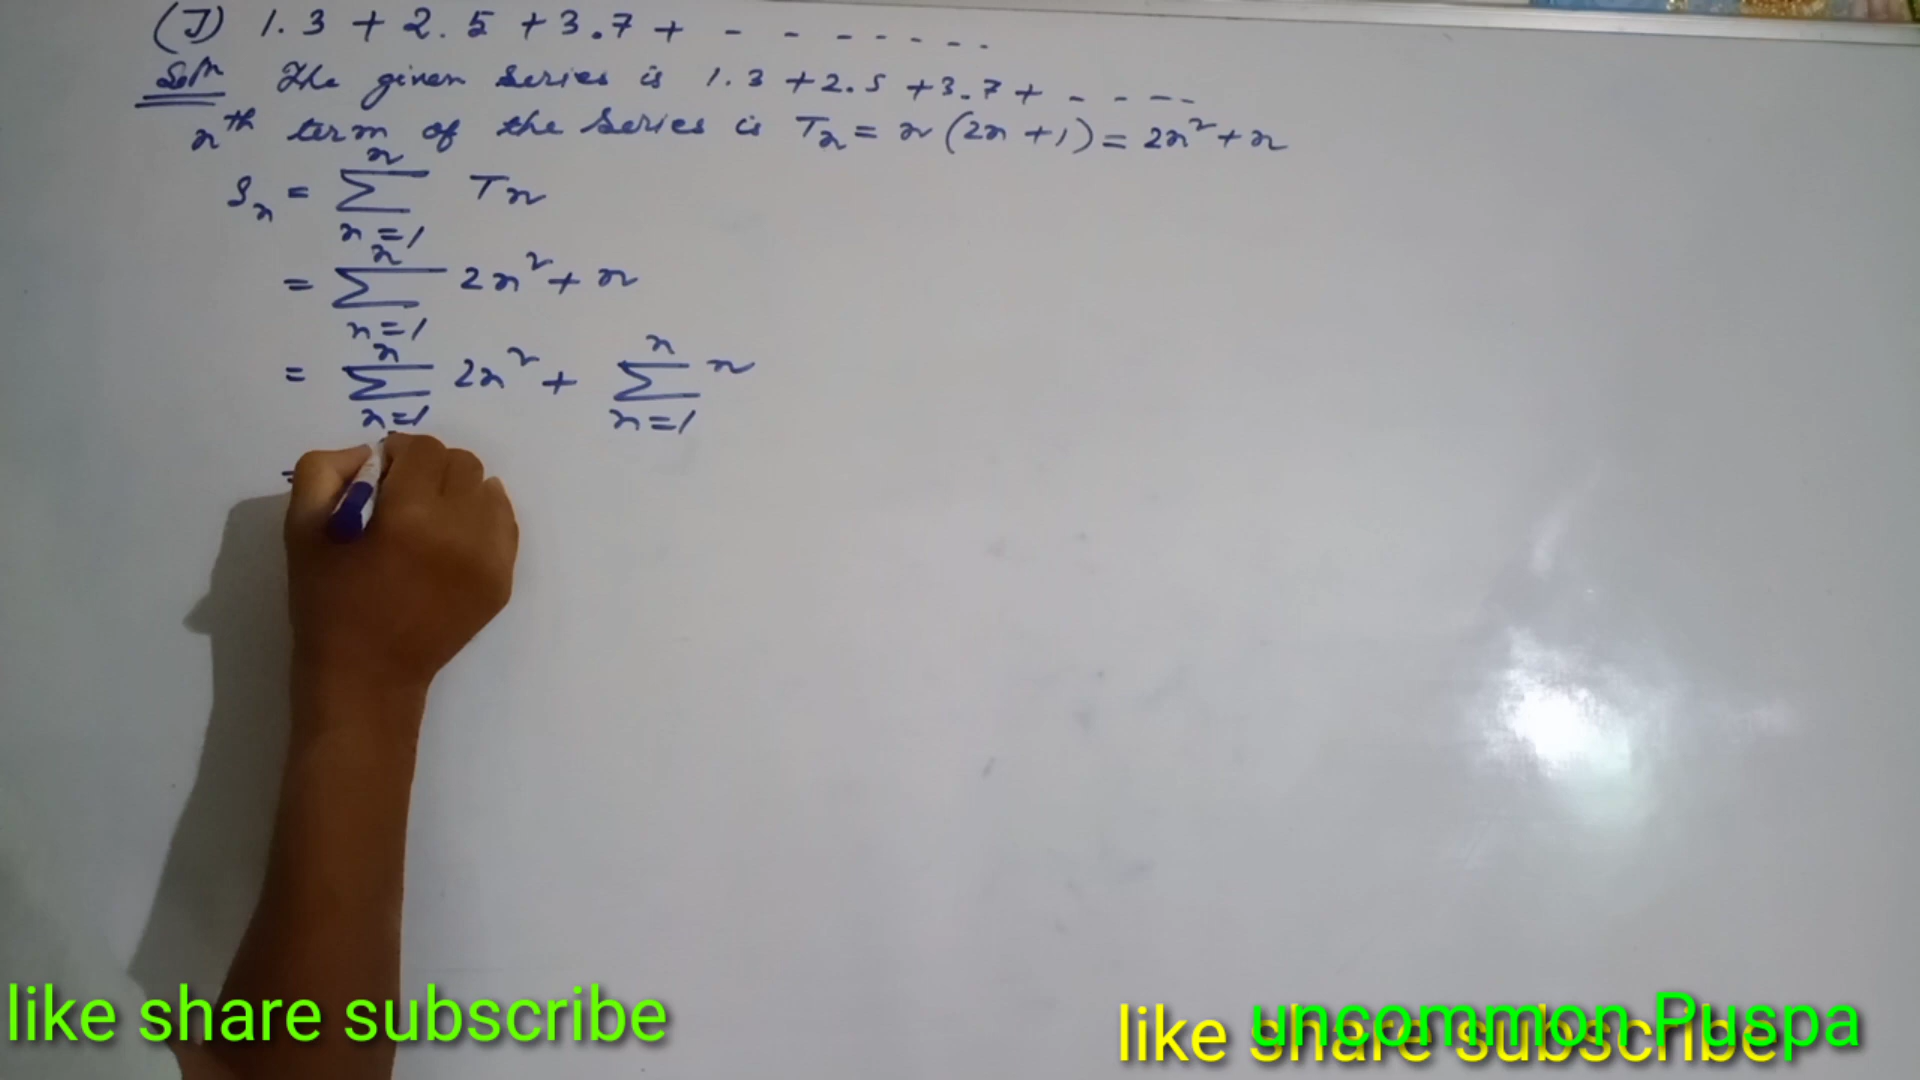 (J) 1.3 + 2.5 + 3.7 + - - - - - - -
Soln The given series is 1.3 + 2.5 + 3.7 + - - - -
nth term of the series is Tn = n (2n + 1) = 2n² + n
Sn = ∑ n n=1 Tn
= ∑ n n=1 2n² + n
= ∑ n n=1 2n² + ∑ n n=1 n
=
like share subscribe
like share subscribe
uncommon Puspa